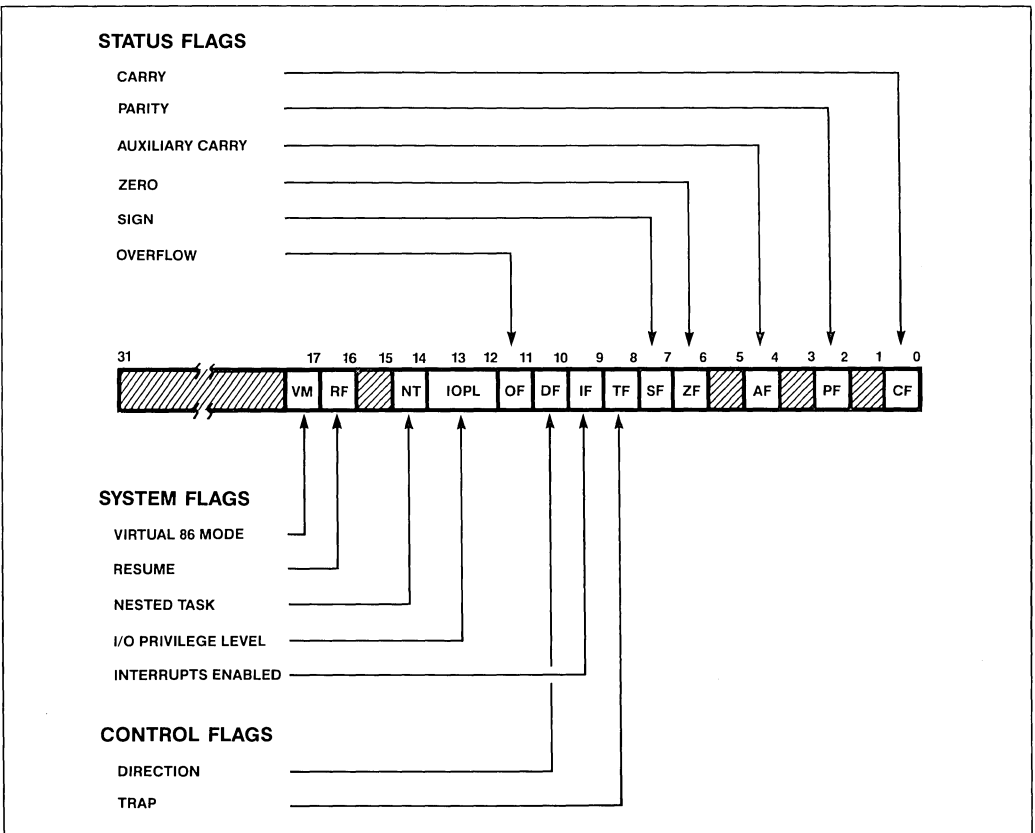 STATUS FLAGS
CARRY
PARITY
AUXILIARY CARRY
ZERO
SIGN
OVERFLOW
31 17 16 15 14 13 12 11 10 9 8 7 6 5 4 3 2 1 0
VM RF NT IOPL OF DF IF TF SF ZF AF PF CF
SYSTEM FLAGS
VIRTUAL 86 MODE
RESUME
NESTED TASK
I/O PRIVILEGE LEVEL
INTERRUPTS ENABLED
CONTROL FLAGS
DIRECTION
TRAP